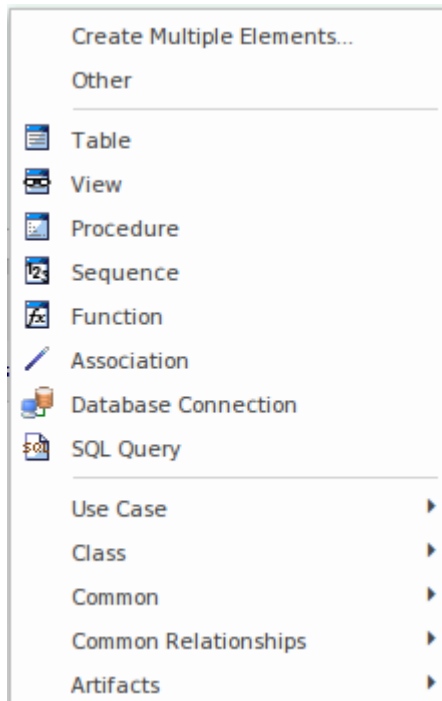 Create Multiple Elements...
Other
Table
View
Procedure
Sequence
Function
Association
Database Connection
SQL Query
Use Case
Class
Common
Common Relationships
Artifacts